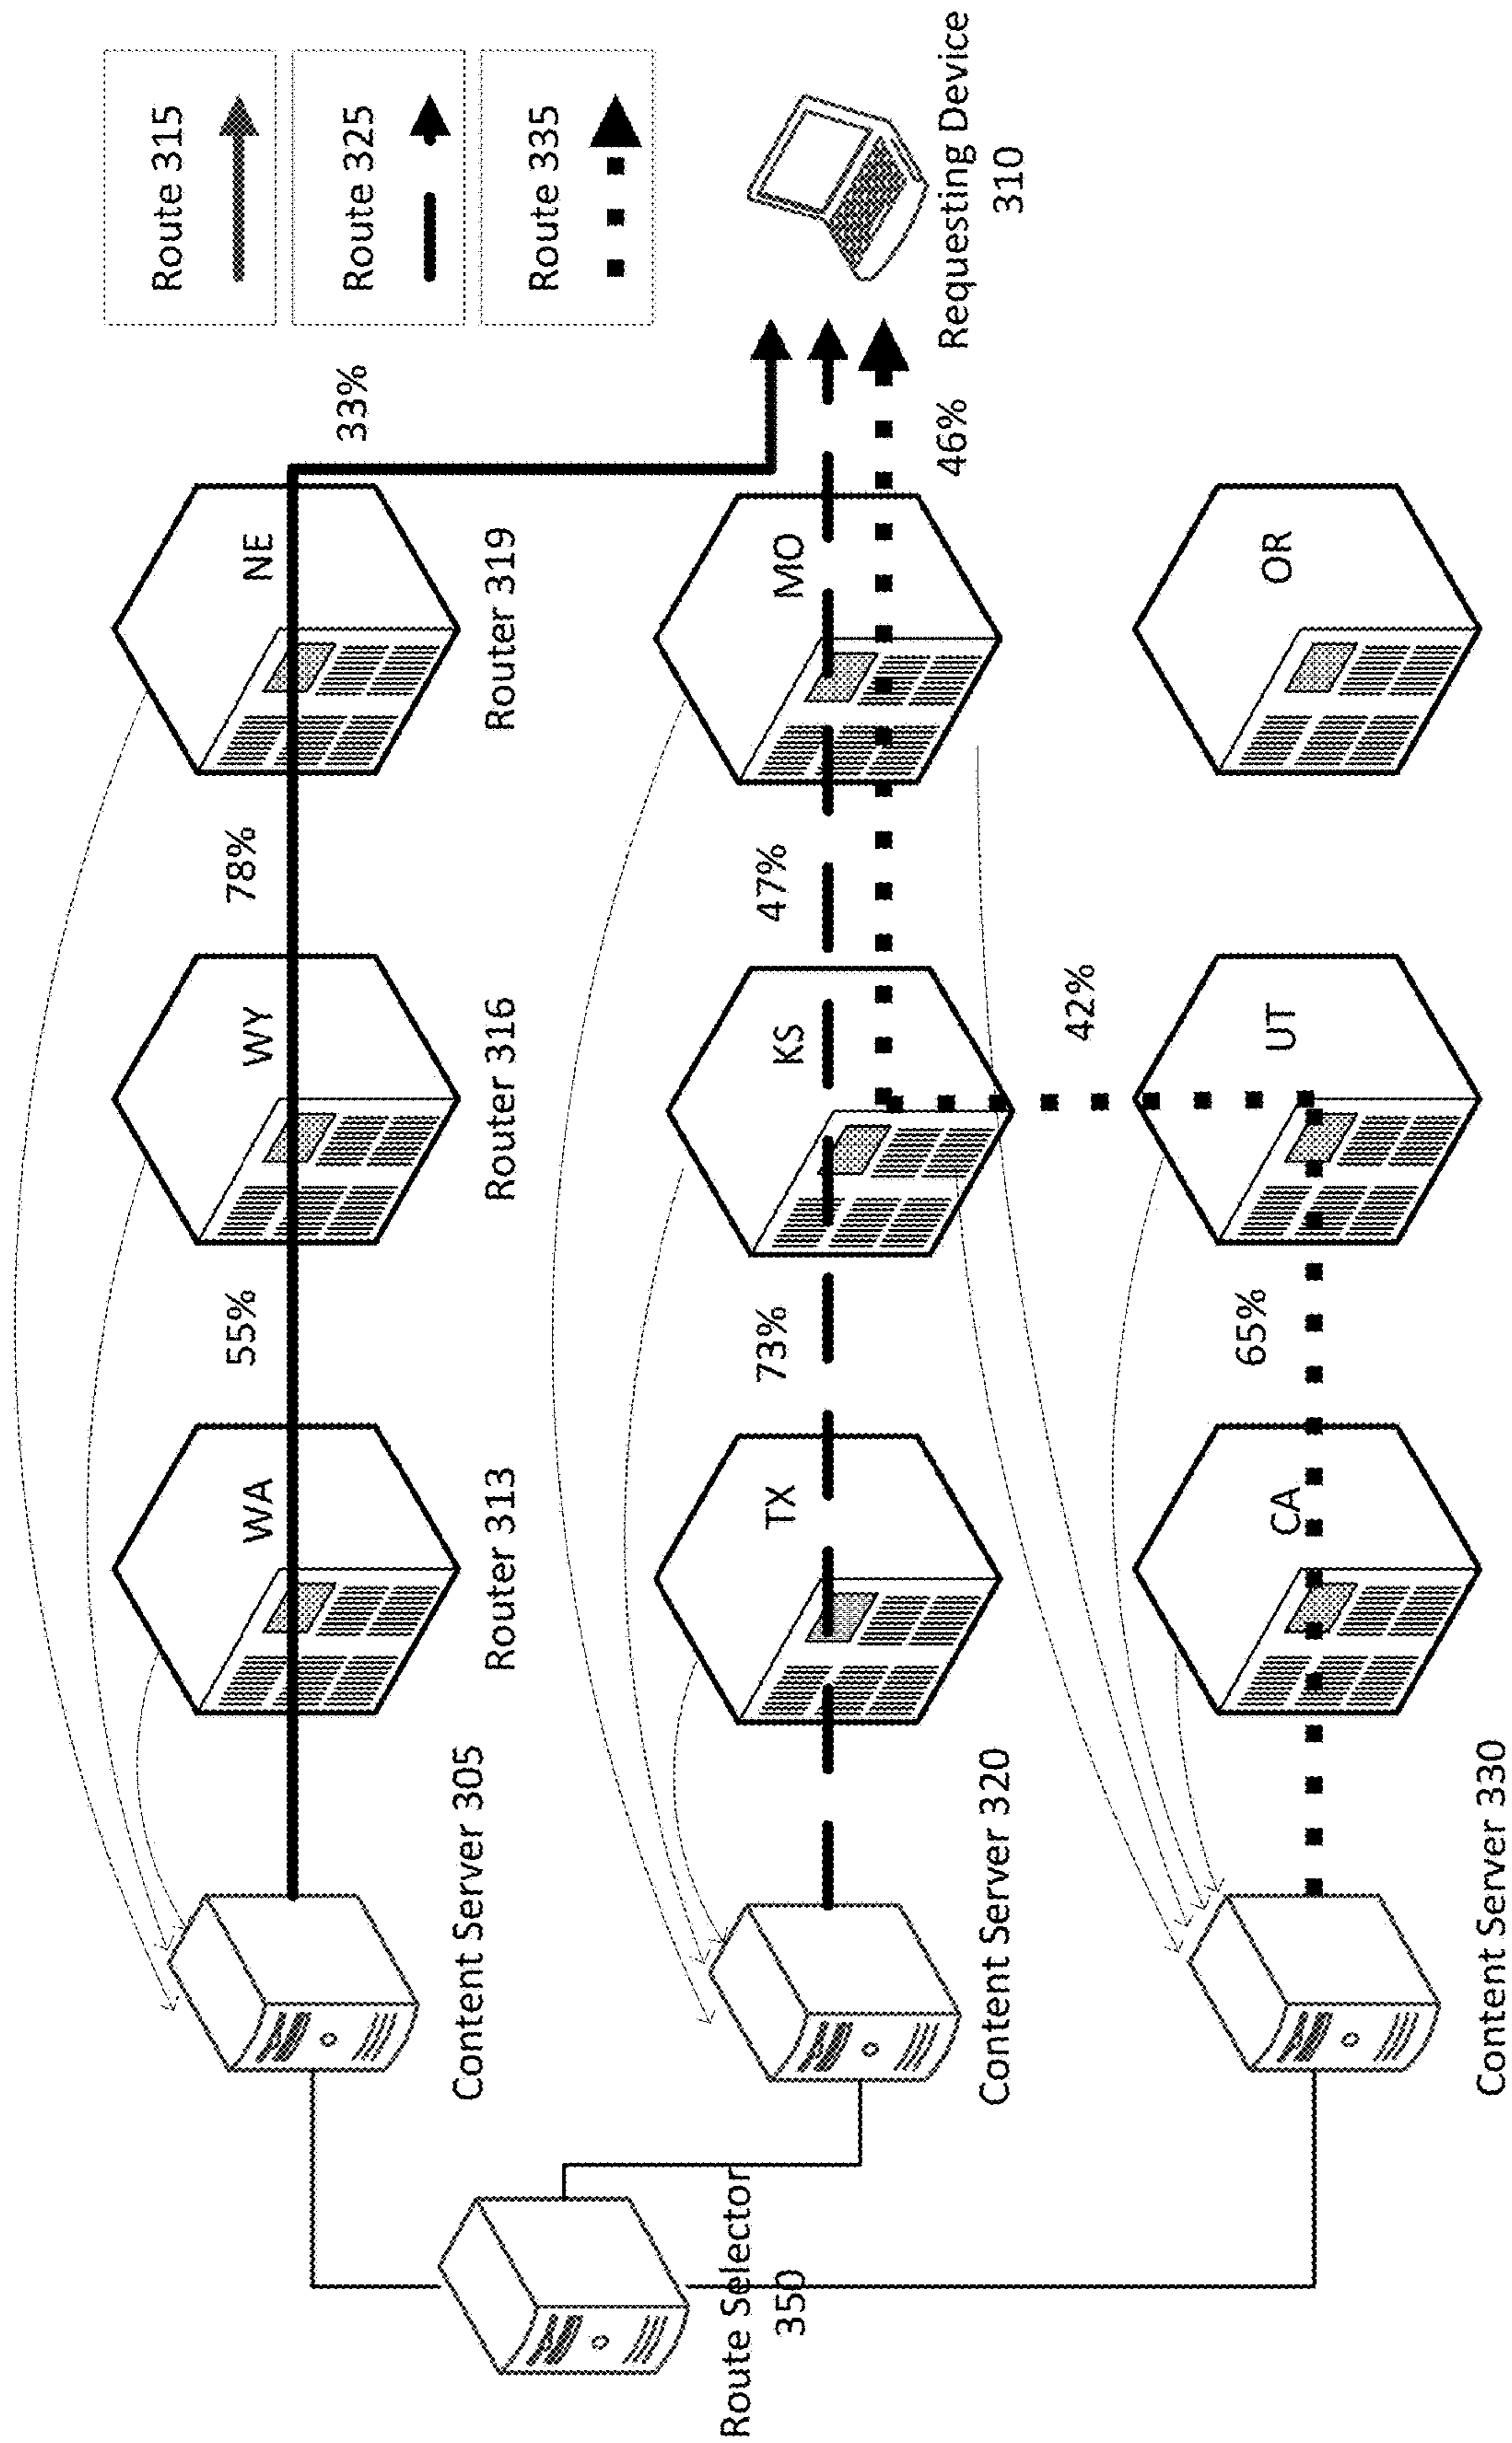 Route 315
Route 325
Route 335
WA
55%
WY
78%
NE
33%
Router 313
Router 316
Router 319
Content Server 305
TX
73%
KS
47%
MO
46%
Requesting Device
310
Route Selector
350
Content Server 320
42%
CA
65%
UT
OR
Content Server 330